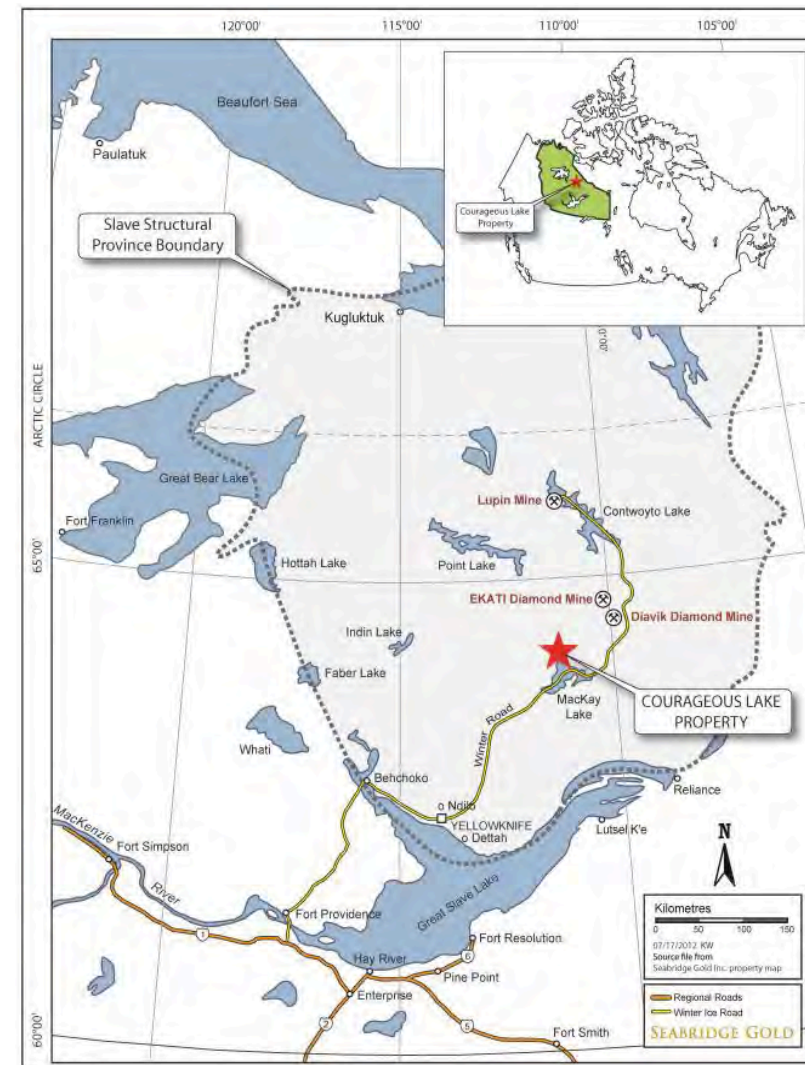 120°00'
115°00'
110°00'
105°00'
Beaufort Sea
Paulatuk
Courageous Lake
Property
Slave Structural
Province Boundary
Kugluktuk
ARCTIC CIRCLE
Great Bear Lake
Fort Franklin
Lupin Mine
Contwoyto Lake
65°00'
Hottah Lake
Point Lake
EKATI Diamond Mine
Diavik Diamond Mine
Indin Lake
Faber Lake
MacKay
Lake
COURAGEOUS LAKE
PROPERTY
Winter Road
Whati
Behchoko
Reliance
Ndilo
YELLOWKNIFE
Dettah
Lutsel K'e
MacKenzie
River
Fort Simpson
N
Great Slave Lake
Fort Providence
Kilometres
0 50 100 150
07/17/2012 KW
Source file from
Seabridge Gold Inc. property map
1
Fort Resolution
Hay River
6
Pine Point
Enterprise
2
5
Fort Smith
Regional Roads
Winter Ice Road
SEABRIDGE GOLD
60°00'